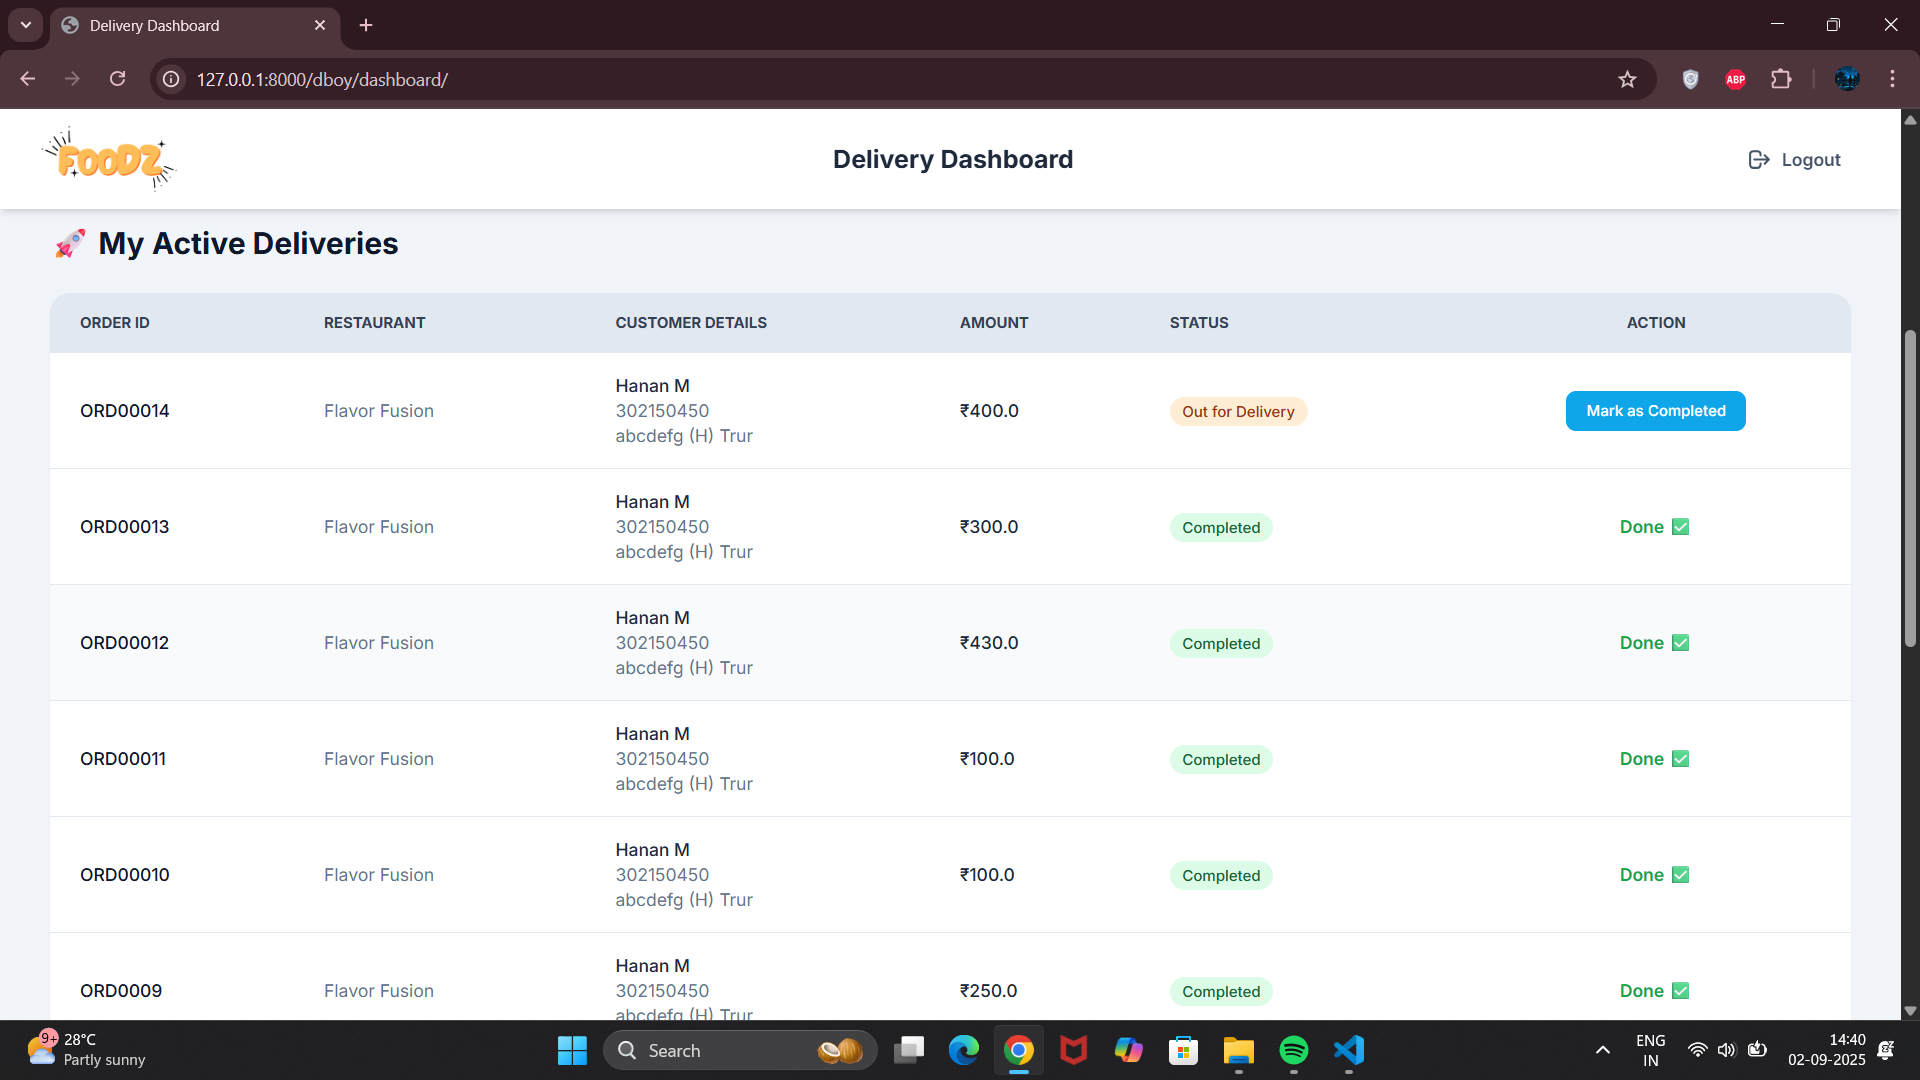 Delivery Dashboard
127.0.0.1:8000/dboy/dashboard/
ABP
FOODZ
Delivery Dashboard
Logout
🚀 My Active Deliveries
ORDER ID RESTAURANT CUSTOMER DETAILS AMOUNT STATUS ACTION
Hanan M
ORD00014 Flavor Fusion 302150450 ₹400.0 Out for Delivery Mark as Completed
abcdefg (H) Trur
Hanan M
ORD00013 Flavor Fusion 302150450 ₹300.0 Completed Done ✅
abcdefg (H) Trur
Hanan M
ORD00012 Flavor Fusion 302150450 ₹430.0 Completed Done ✅
abcdefg (H) Trur
Hanan M
ORD00011 Flavor Fusion 302150450 ₹100.0 Completed Done ✅
abcdefg (H) Trur
Hanan M
ORD00010 Flavor Fusion 302150450 ₹100.0 Completed Done ✅
abcdefg (H) Trur
Hanan M
ORD0009 Flavor Fusion 302150450 ₹250.0 Completed Done ✅
abcdefg (H) Trur
9+ 28°C
Partly sunny
Search
ENG
IN
14:40
02-09-2025